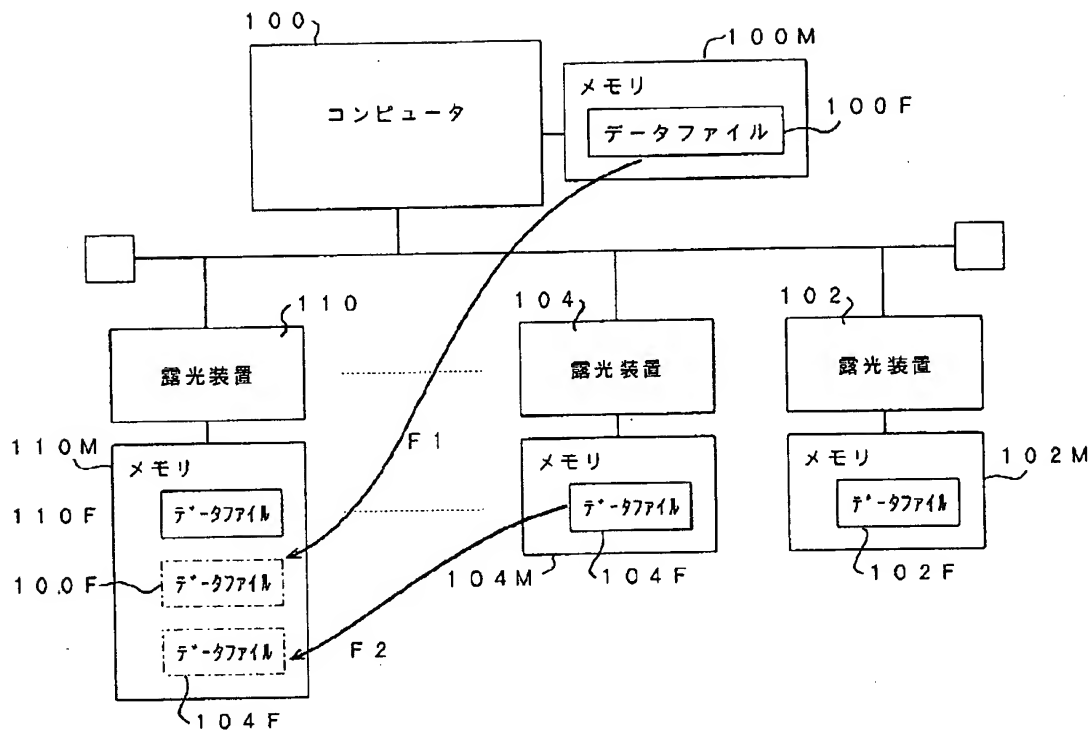 100
100M
メモリ
コンピュータ
100F
データファイル
110
104
102
露光装置
露光装置
露光装置
F1
110M
メモリ
メモリ
メモリ
102M
データファイル
データファイル
データファイル
110F
104M
104F
102F
100F
データファイル
F2
データファイル
104F